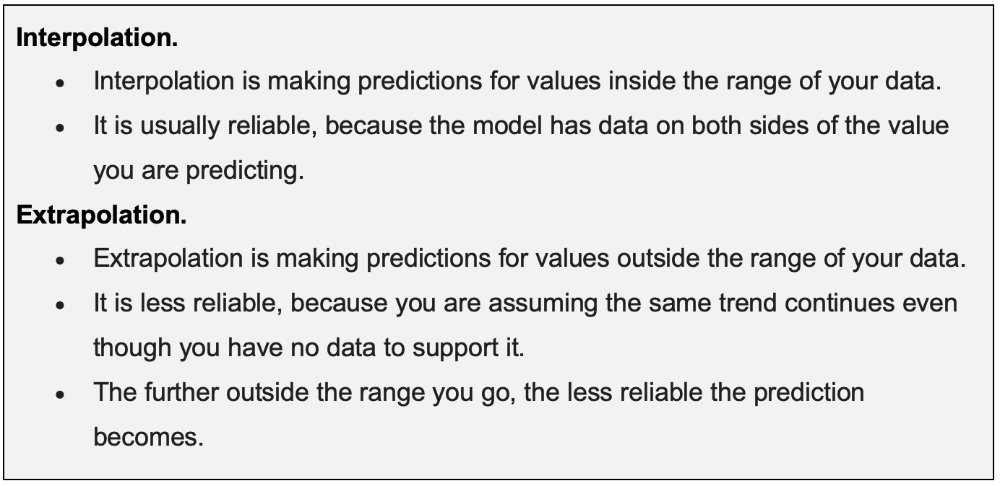 Interpolation.
• Interpolation is making predictions for values inside the range of your data.
• It is usually reliable, because the model has data on both sides of the value
you are predicting.
Extrapolation.
• Extrapolation is making predictions for values outside the range of your data.
• It is less reliable, because you are assuming the same trend continues even
though you have no data to support it.
• The further outside the range you go, the less reliable the prediction
becomes.